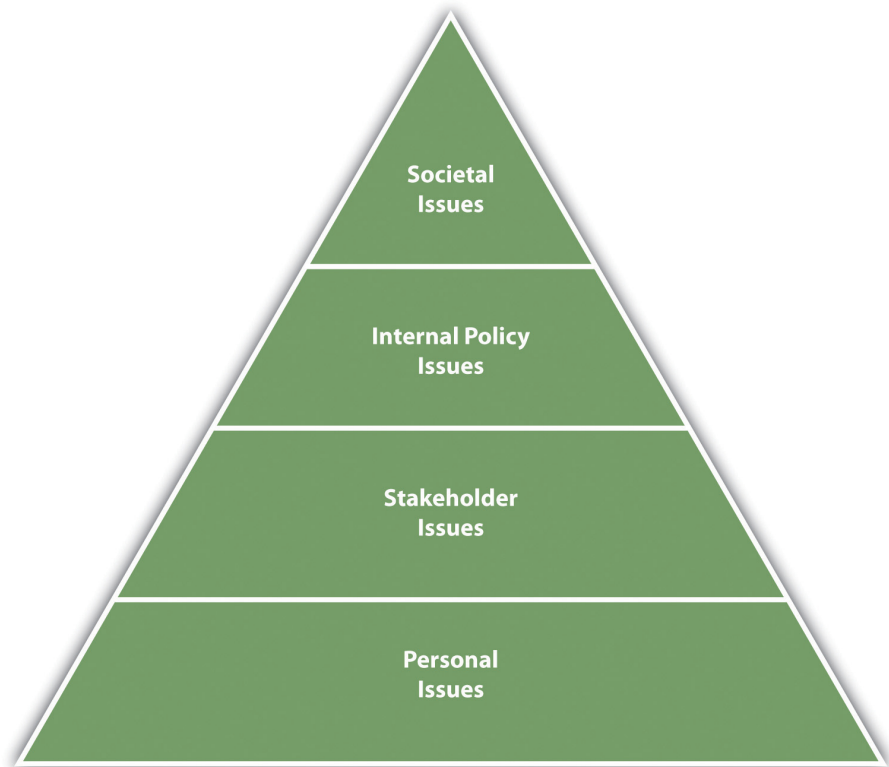 Societal
Issues
Internal Policy
Issues
Stakeholder
Issues
Personal
Issues